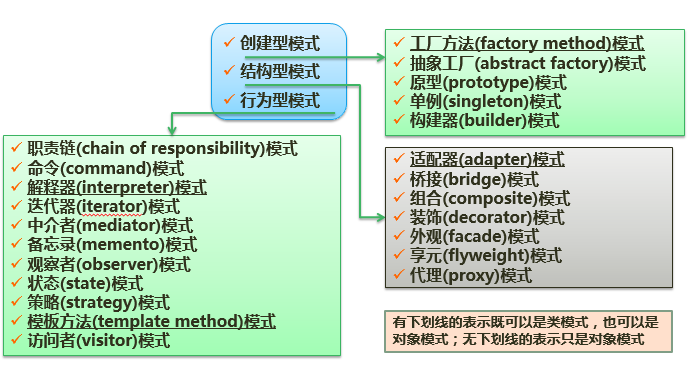 创建型模式
结构型模式
行为型模式
工厂方法(factory method)模式
抽象工厂(abstract factory)模式
原型(prototype)模式
单例(singleton)模式
构建器(builder)模式
职责链(chain of responsibility)模式
命令(command)模式
解释器(interpreter)模式
迭代器(iterator)模式
中介者(mediator)模式
备忘录(memento)模式
观察者(observer)模式
状态(state)模式
策略(strategy)模式
模板方法(template method)模式
访问者(visitor)模式
适配器(adapter)模式
桥接(bridge)模式
组合(composite)模式
装饰(decorator)模式
外观(facade)模式
享元(flyweight)模式
代理(proxy)模式
有下划线的表示既可以是类模式，也可以是
对象模式；无下划线的表示只是对象模式